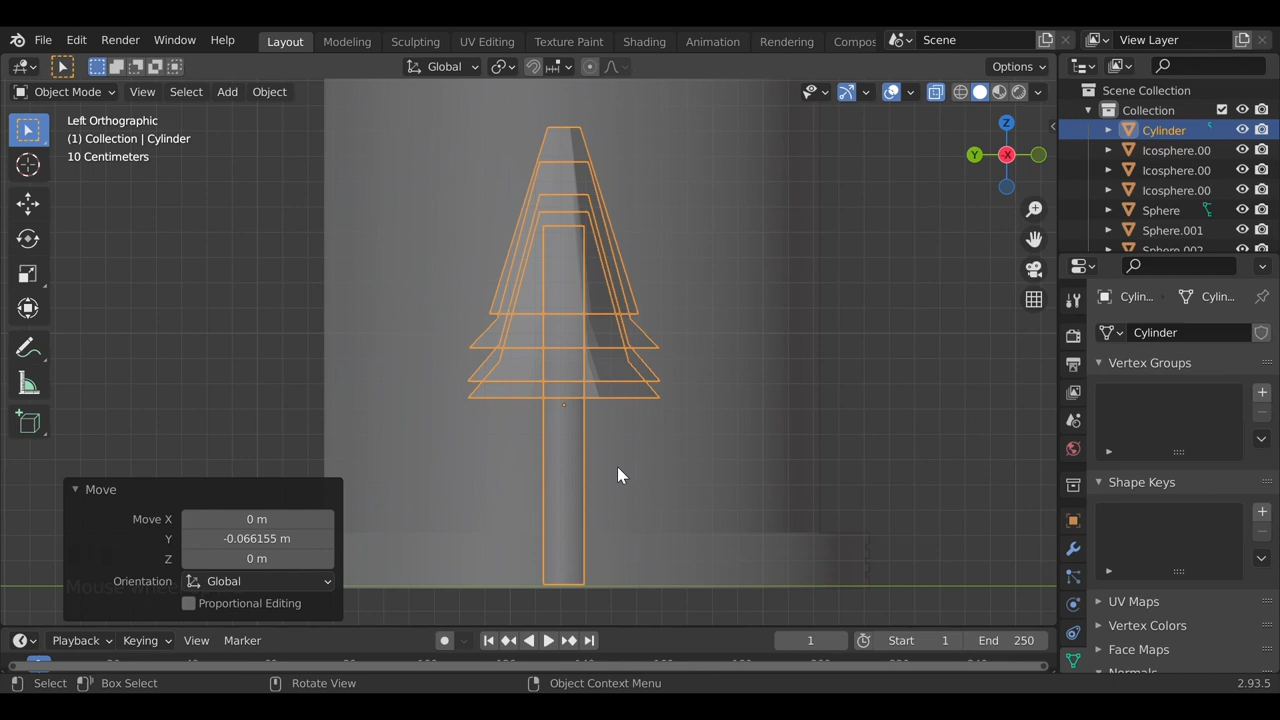 File Edit Render Window Help Layout Modeling Sculpting UV Editing Texture Paint Shading Animation Rendering Compos Scene View Layer
Global Options
Object Mode View Select Add Object
Left Orthographic
(1) Collection | Cylinder
10 Centimeters
Z
Y
X
Scene Collection
Collection
Cylinder
Icosphere.00
Icosphere.00
Icosphere.00
Sphere
Sphere.001
Sphere.002
Cylin... Cylin...
Cylinder
Vertex Groups
Shape Keys
UV Maps
Vertex Colors
Face Maps
Normals
Move
Move X 0 m
Y -0.066155 m
Z 0 m
Orientation Global
Proportional Editing
Playback Keying View Marker 1 Start 1 End 250
Select Box Select Rotate View Object Context Menu 2.93.5